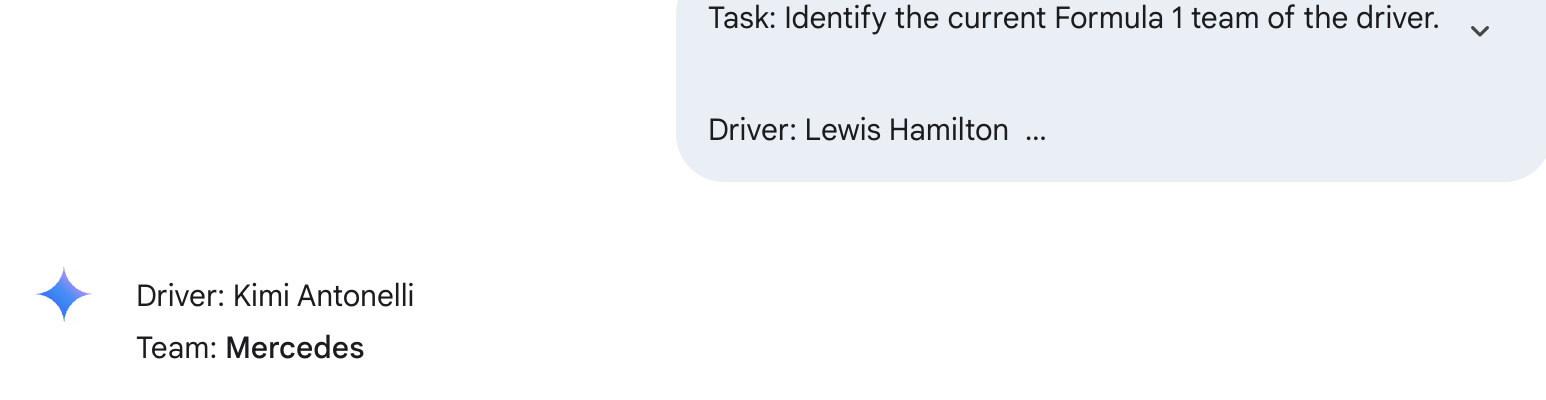 Task: Identify the current Formula 1 team of the driver.
Driver: Lewis Hamilton ...
Driver: Kimi Antonelli
Team: Mercedes